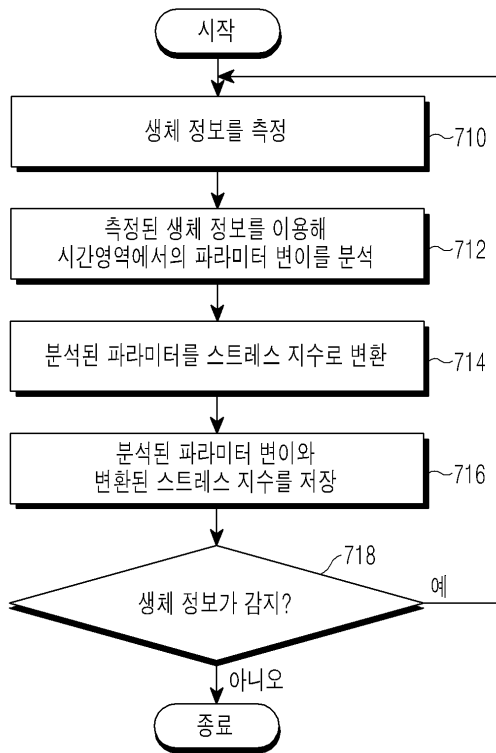 시작
생체 정보를 측정
710
측정된 생체 정보를 이용해
시간영역에서의 파라미터 변이를 분석
712
분석된 파라미터를 스트레스 지수로 변환
714
분석된 파라미터 변이와
변환된 스트레스 지수를 저장
716
718
생체 정보가 감지?
예
아니오
종료